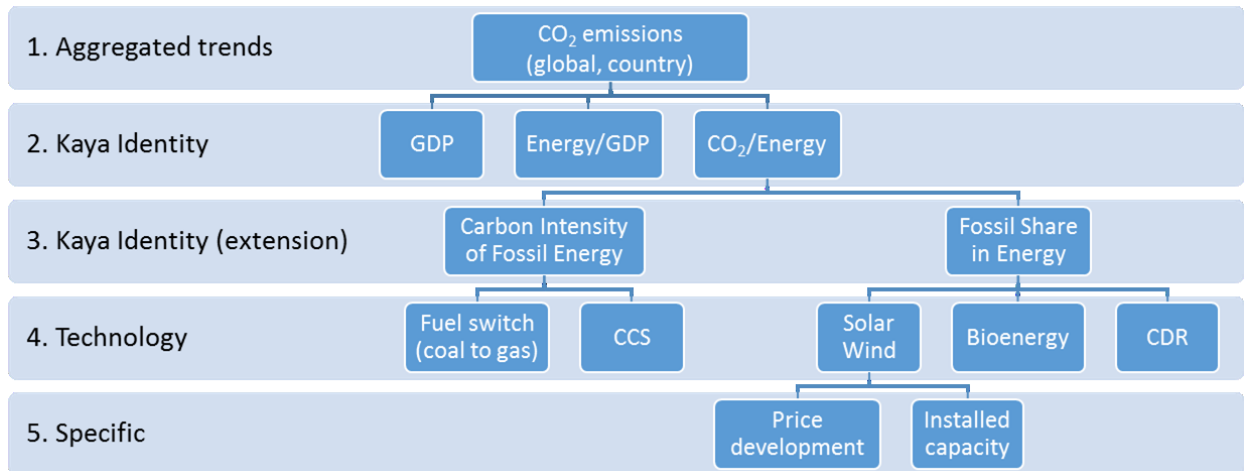 1. Aggregated trends
CO₂ emissions
(global, country)
2. Kaya Identity
GDP
Energy/GDP
CO₂/Energy
3. Kaya Identity (extension)
Carbon Intensity
of Fossil Energy
Fossil Share
in Energy
4. Technology
Fuel switch
(coal to gas)
CCS
Solar
Wind
Bioenergy
CDR
5. Specific
Price
development
Installed
capacity